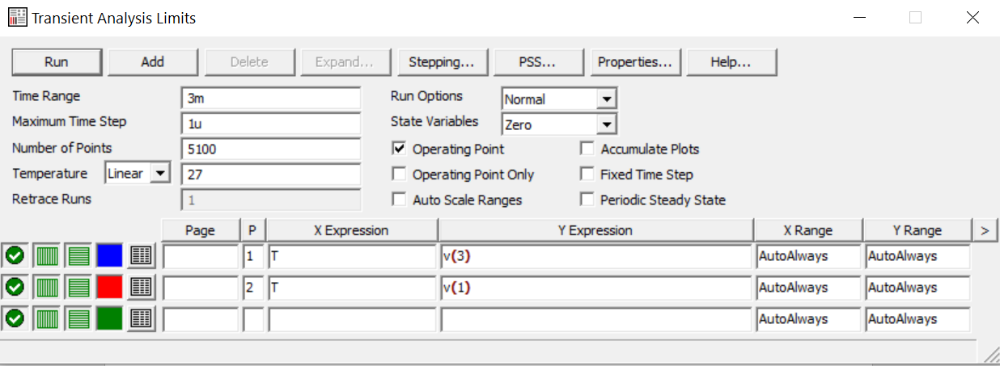 Transient Analysis Limits
Run Add Delete Expand... Stepping... PSS... Properties... Help...
Time Range 3m Run Options Normal
Maximum Time Step 1u State Variables Zero
Number of Points 5100 Operating Point Accumulate Plots
Temperature Linear 27 Operating Point Only Fixed Time Step
Retrace Runs 1 Auto Scale Ranges Periodic Steady State
Page P X Expression Y Expression X Range Y Range >
1 T v(3) AutoAlways AutoAlways
2 T v(1) AutoAlways AutoAlways
AutoAlways AutoAlways